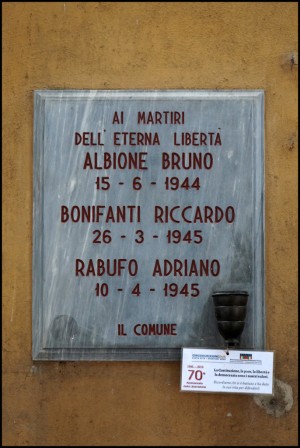 AI MARTIRI
DELL'ETERNA LIBERTÀ
ALBIONE BRUNO
15 - 6 - 1944
BONIFANTI RICCARDO
26 - 3 - 1945
RABUFO ADRIANO
10 - 4 - 1945
IL COMUNE
70°